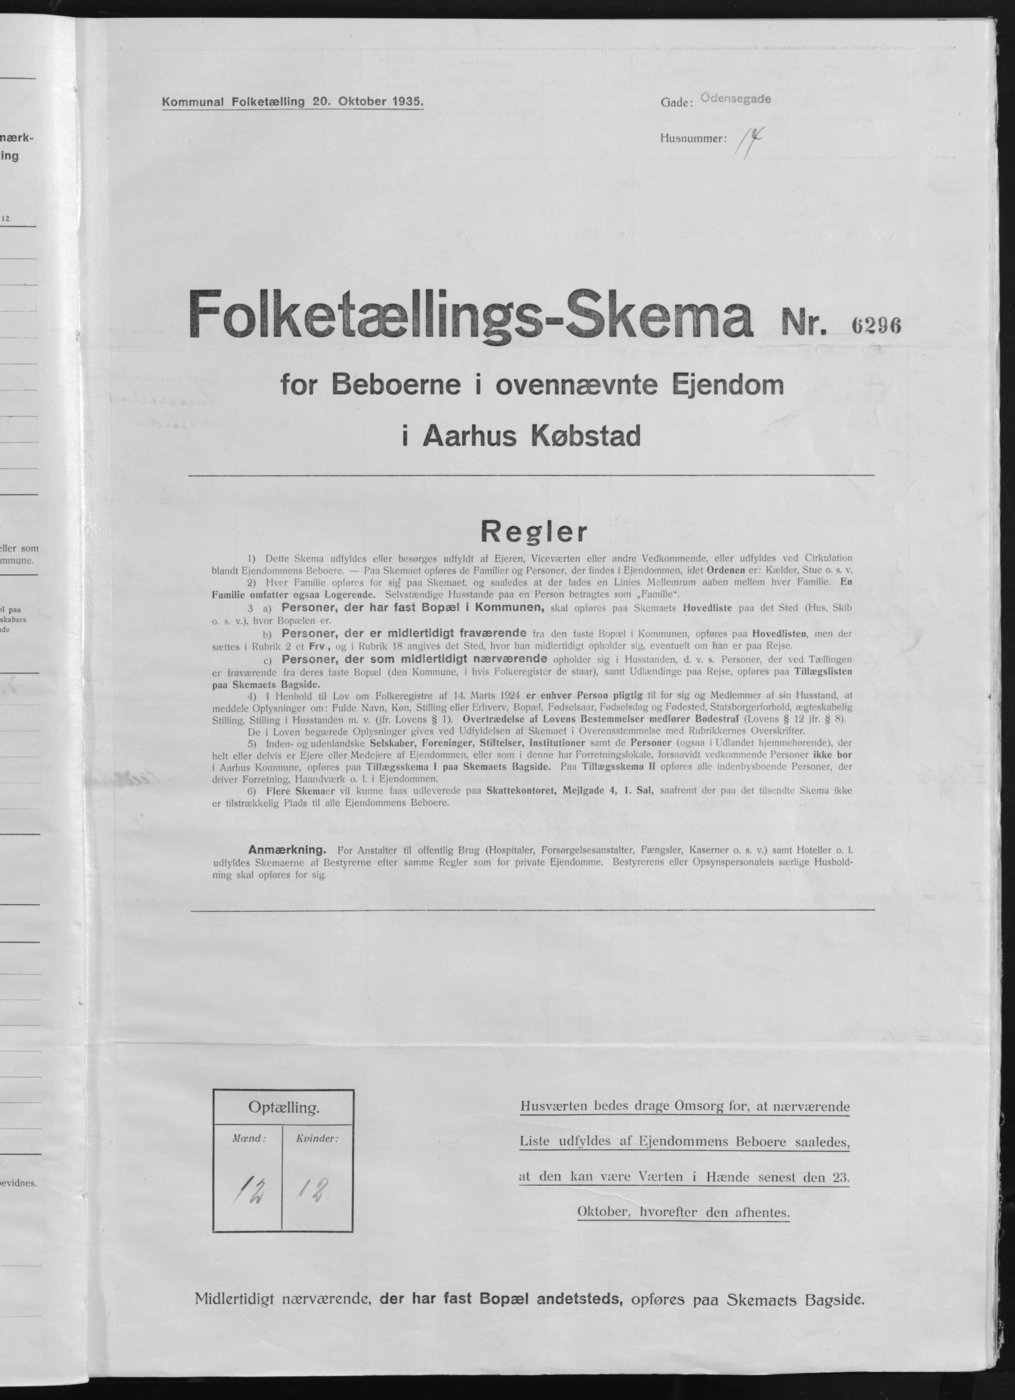 nærk-
ing
12
eller som
mmune.
el paa
skabers
de
evidnes.
Kommunal Folketælling 20. Oktober 1935.
Gade: Odensegade
Husnummer: 14
Folketællings-Skema Nr. 6296
for Beboerne i ovennævnte Ejendom
i Aarhus Købstad
Regler
1) Dette Skema udfyldes eller besørges udfyldt af Ejeren, Viceværten eller andre Vedkommende, eller udfyldes ved Cirkulation
blandt Ejendommens Beboere. — Paa Skemaet opføres de Familier og Personer, der findes i Ejendommen, idet Ordenen er: Kælder, Stue o. s. v.
2) Hver Familie opføres for sig paa Skemaet, og saaledes at der lades en Linies Mellemrum aaben mellem hver Familie. En
Familie omfatter ogsaa Logerende. Selvstændige Husstande paa en Person betragtes som „Familie“.
3 a) Personer, der har fast Bopæl i Kommunen, skal opføres paa Skemaets Hovedliste paa det Sted (Hus, Skib
o. s. v.), hvor Bopælen er.
b) Personer, der er midlertidigt fraværende fra den faste Bopæl i Kommunen, opføres paa Hovedlisten, men der
sættes i Rubrik 2 et Frv., og i Rubrik 18 angives det Sted, hvor han midlertidigt opholder sig, eventuelt om han er paa Rejse.
c) Personer, der som midlertidigt nærværende opholder sig i Husstanden, d. v. s. Personer, der ved Tællingen
er fraværende fra deres faste Bopæl (den Kommune, i hvis Folkeregister de staar), samt Udlændinge paa Rejse, opføres paa Tillægslisten
paa Skemaets Bagside.
4) I Henhold til Lov om Folkeregistre af 14. Marts 1924 er enhver Person pligtig til for sig og Medlemmer af sin Husstand, at
meddele Oplysninger om: Fulde Navn, Køn, Stilling eller Erhverv, Bopæl, Fødselsaar, Fødselsdag og Fødested, Statsborgerforhold, ægteskabelig
Stilling, Stilling i Husstanden m. v. (jfr. Lovens § 1). Overtrædelse af Lovens Bestemmelser medfører Bødestraf (Lovens § 12 jfr. § 8).
De i Loven begærede Oplysninger gives ved Udfyldelsen af Skemaet i Overensstemmelse med Rubrikkernes Overskrifter.
5) Inden- og udenlandske Selskaber, Foreninger, Stiftelser, Institutioner samt de Personer (ogsaa i Udlandet hjemmehørende), der
helt eller delvis er Ejere eller Medejere af Ejendommen, eller som i denne har Forretningslokale, forsaavidt vedkommende Personer ikke bor
i Aarhus Kommune, opføres paa Tillægsskema I paa Skemaets Bagside. Paa Tillægsskema II opføres alle indenbysboende Personer, der
driver Forretning, Haandværk o. l. i Ejendommen.
6) Flere Skemaer vil kunne faas udleverede paa Skattekontoret, Mejlgade 4, 1. Sal, saafremt der paa det tilsendte Skema ikke
er tilstrækkelig Plads til alle Ejendommens Beboere.
Anmærkning. For Anstalter til offentlig Brug (Hospitaler, Forsørgelsesanstalter, Fængsler, Kaserner o. s. v.) samt Hoteller o. l.
udfyldes Skemaerne af Bestyrerne efter samme Regler som for private Ejendomme. Bestyrerens eller Opsynspersonalets særlige Hushold-
ning skal opføres for sig.
Optælling.
Mænd: Kvinder:
12 12
Husværten bedes drage Omsorg for, at nærværende
Liste udfyldes af Ejendommens Beboere saaledes,
at den kan være Værten i Hænde senest den 23.
Oktober, hvorefter den afhentes.
Midlertidigt nærværende, der har fast Bopæl andetsteds, opføres paa Skemaets Bagside.